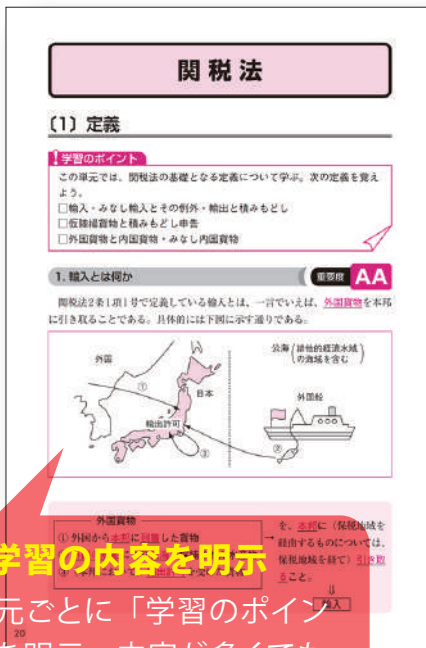 関税法
(1) 定義
!学習のポイント
この単元では、関税法の基礎となる定義について学ぶ。次の定義を覚え
よう。
□輸入・みなし輸入とその例外・輸出と積みもどし
□仮陸揚貨物と積みもどし申告
□外国貨物と内国貨物・みなし内国貨物
1. 輸入とは何か
重要度 AA
関税法2条1項1号で定義している輸入とは、一言でいえば、外国貨物を本邦
に引き取ることである。具体的には下図に示す通りである。
外国
日本
輸出許可
①
③
公海(排他的経済水域
の海域を含む)
外国船
②
外国貨物
① 外国から本邦に到着した貨物
学習の内容を明示
元ごとに「学習のポイン
を、本邦に(保税地域を
経由するものについては、
保税地域を経て)引き取
ること。
⇓
輸入
20